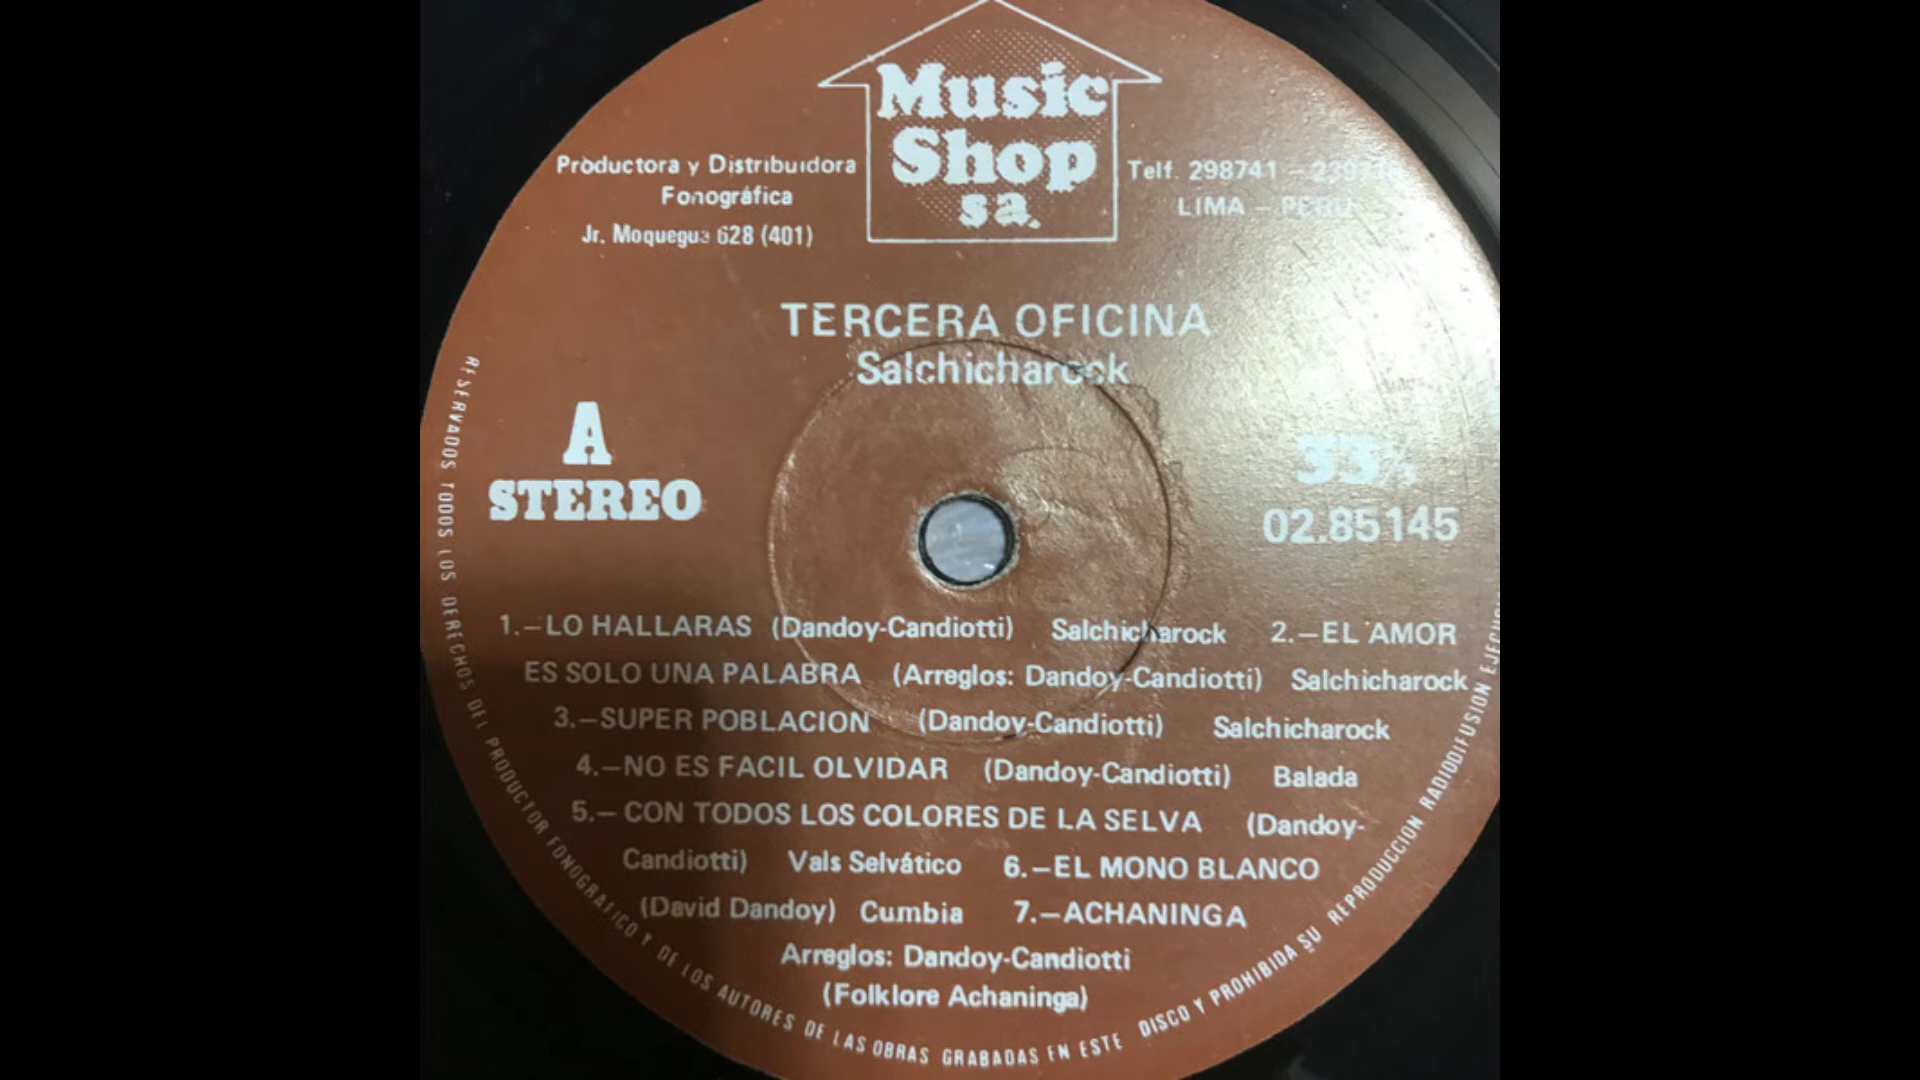 Music
Shop
sa.
Productora y Distribuidora
Fonográfica
Jr. Moquegua 628 (401)
Telf. 298741 –
LIMA – PERU
TERCERA OFICINA
Salchicharock
A
STEREO
33⅓
02.85145
1.—LO HALLARAS (Dandoy-Candiotti) Salchicharock 2.—EL AMOR
ES SOLO UNA PALABRA (Arreglos: Dandoy-Candiotti) Salchicharock
3.—SUPER POBLACION (Dandoy-Candiotti) Salchicharock
4.—NO ES FACIL OLVIDAR (Dandoy-Candiotti) Balada
5.— CON TODOS LOS COLORES DE LA SELVA (Dandoy-
Candiotti) Vals Selvático 6.—EL MONO BLANCO
(David Dandoy) Cumbia 7.—ACHANINGA
Arreglos: Dandoy-Candiotti
(Folklore Achaninga)
RESERVADOS TODOS LOS DERECHOS DEL PRODUCTOR FONOGRAFICO Y DE LOS AUTORES DE LAS OBRAS GRABADAS EN ESTE DISCO Y PROHIBIDA SU REPRODUCCION RADIODIFUSION